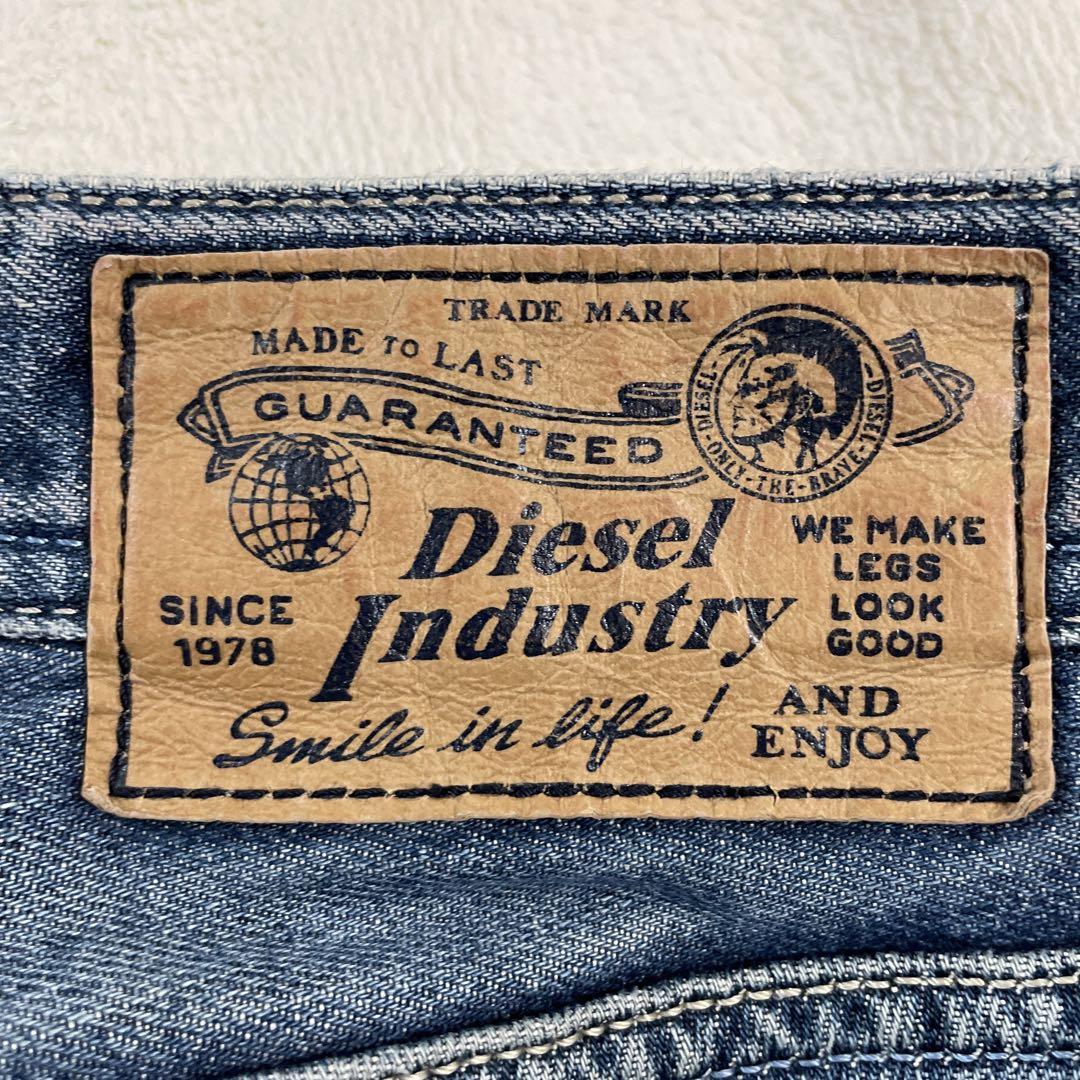 TRADE MARK
MADE TO LAST
GUARANTEED
DIESEL
-ONLY-THE-BRAVE-
DIESEL
Diesel
Industry
SINCE
1978
WE MAKE
LEGS
LOOK
GOOD
AND
ENJOY
Smile in life!